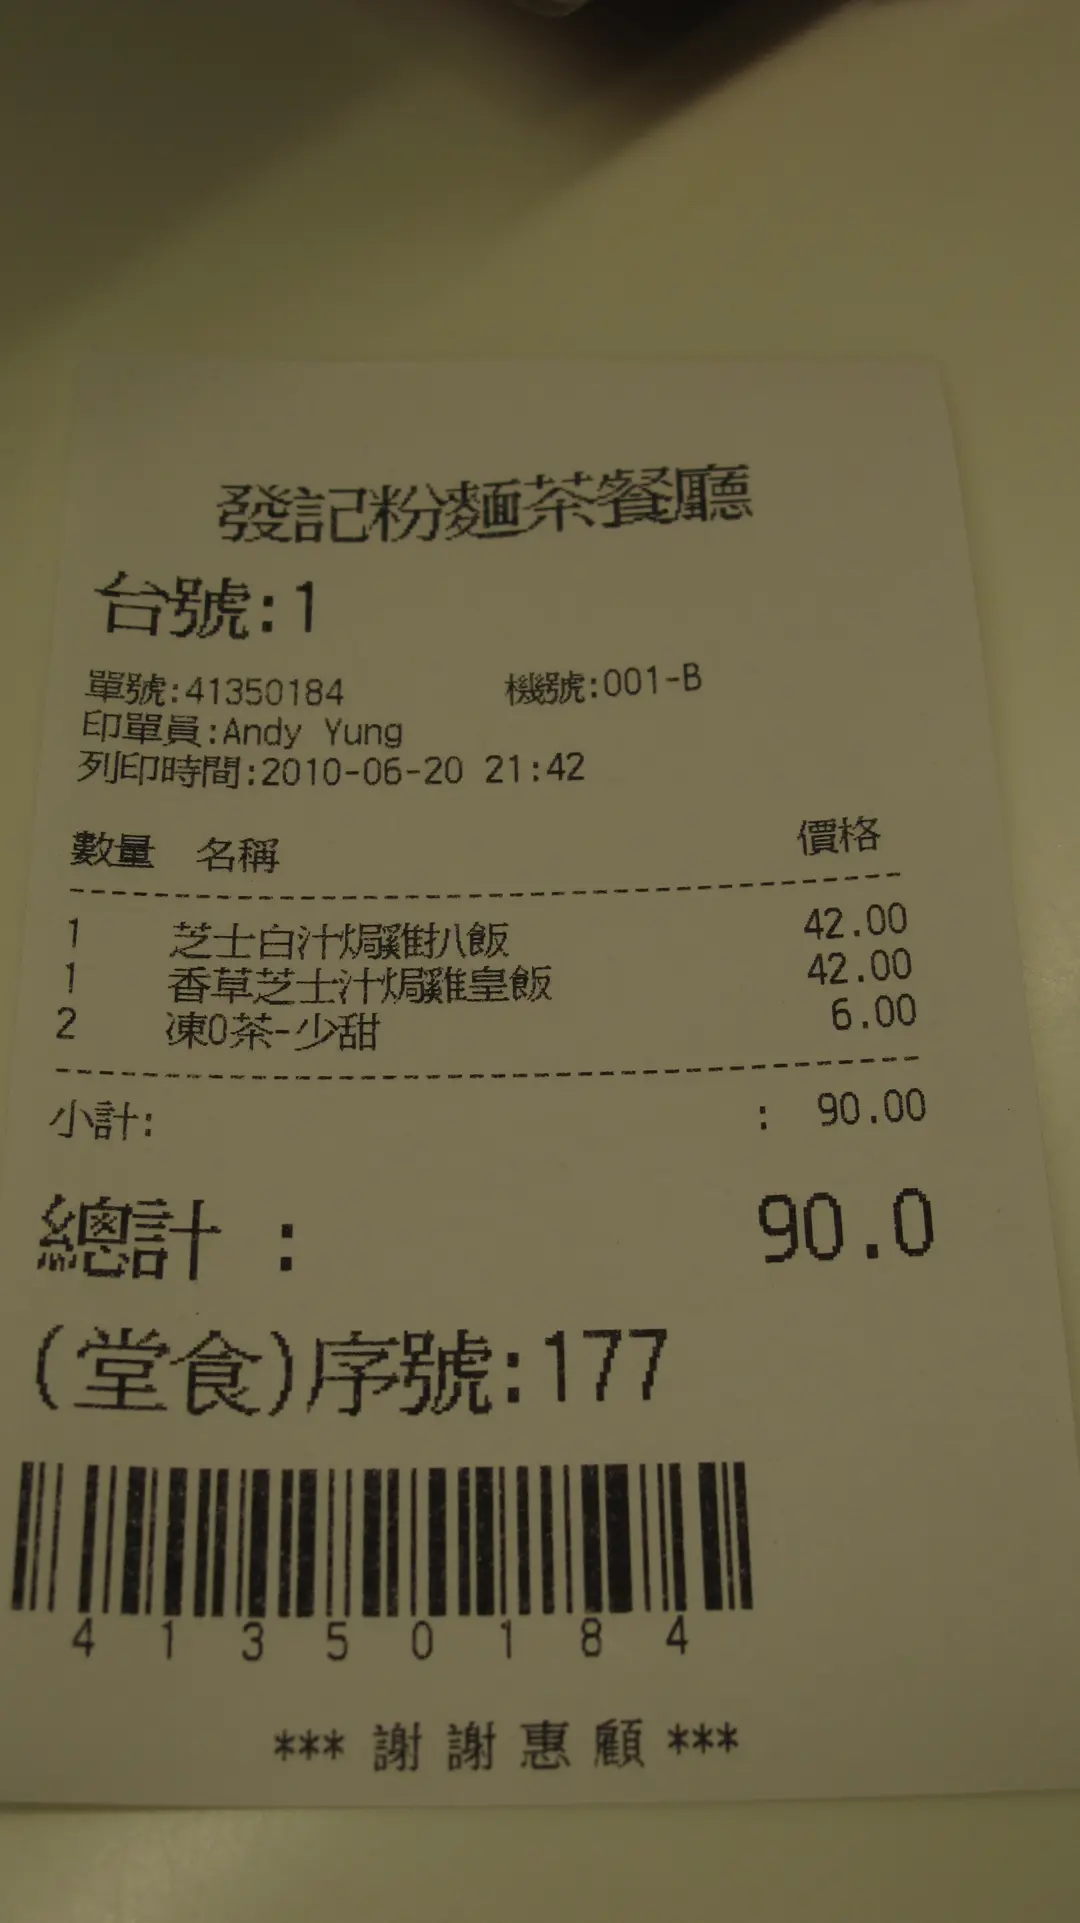 發記粉麵茶餐廳
台號:1
單號:41350184 機號:001-B
印單員:Andy Yung
列印時間:2010-06-20 21:42
數量 名稱 價格
1 芝士白汁焗雞扒飯 42.00
1 香草芝士汁焗雞皇飯 42.00
2 凍0茶-少甜 6.00
小計: : 90.00
總計 : 90.0
(堂食)序號:177
4 1 3 5 0 1 8 4
*** 謝 謝 惠 顧 ***